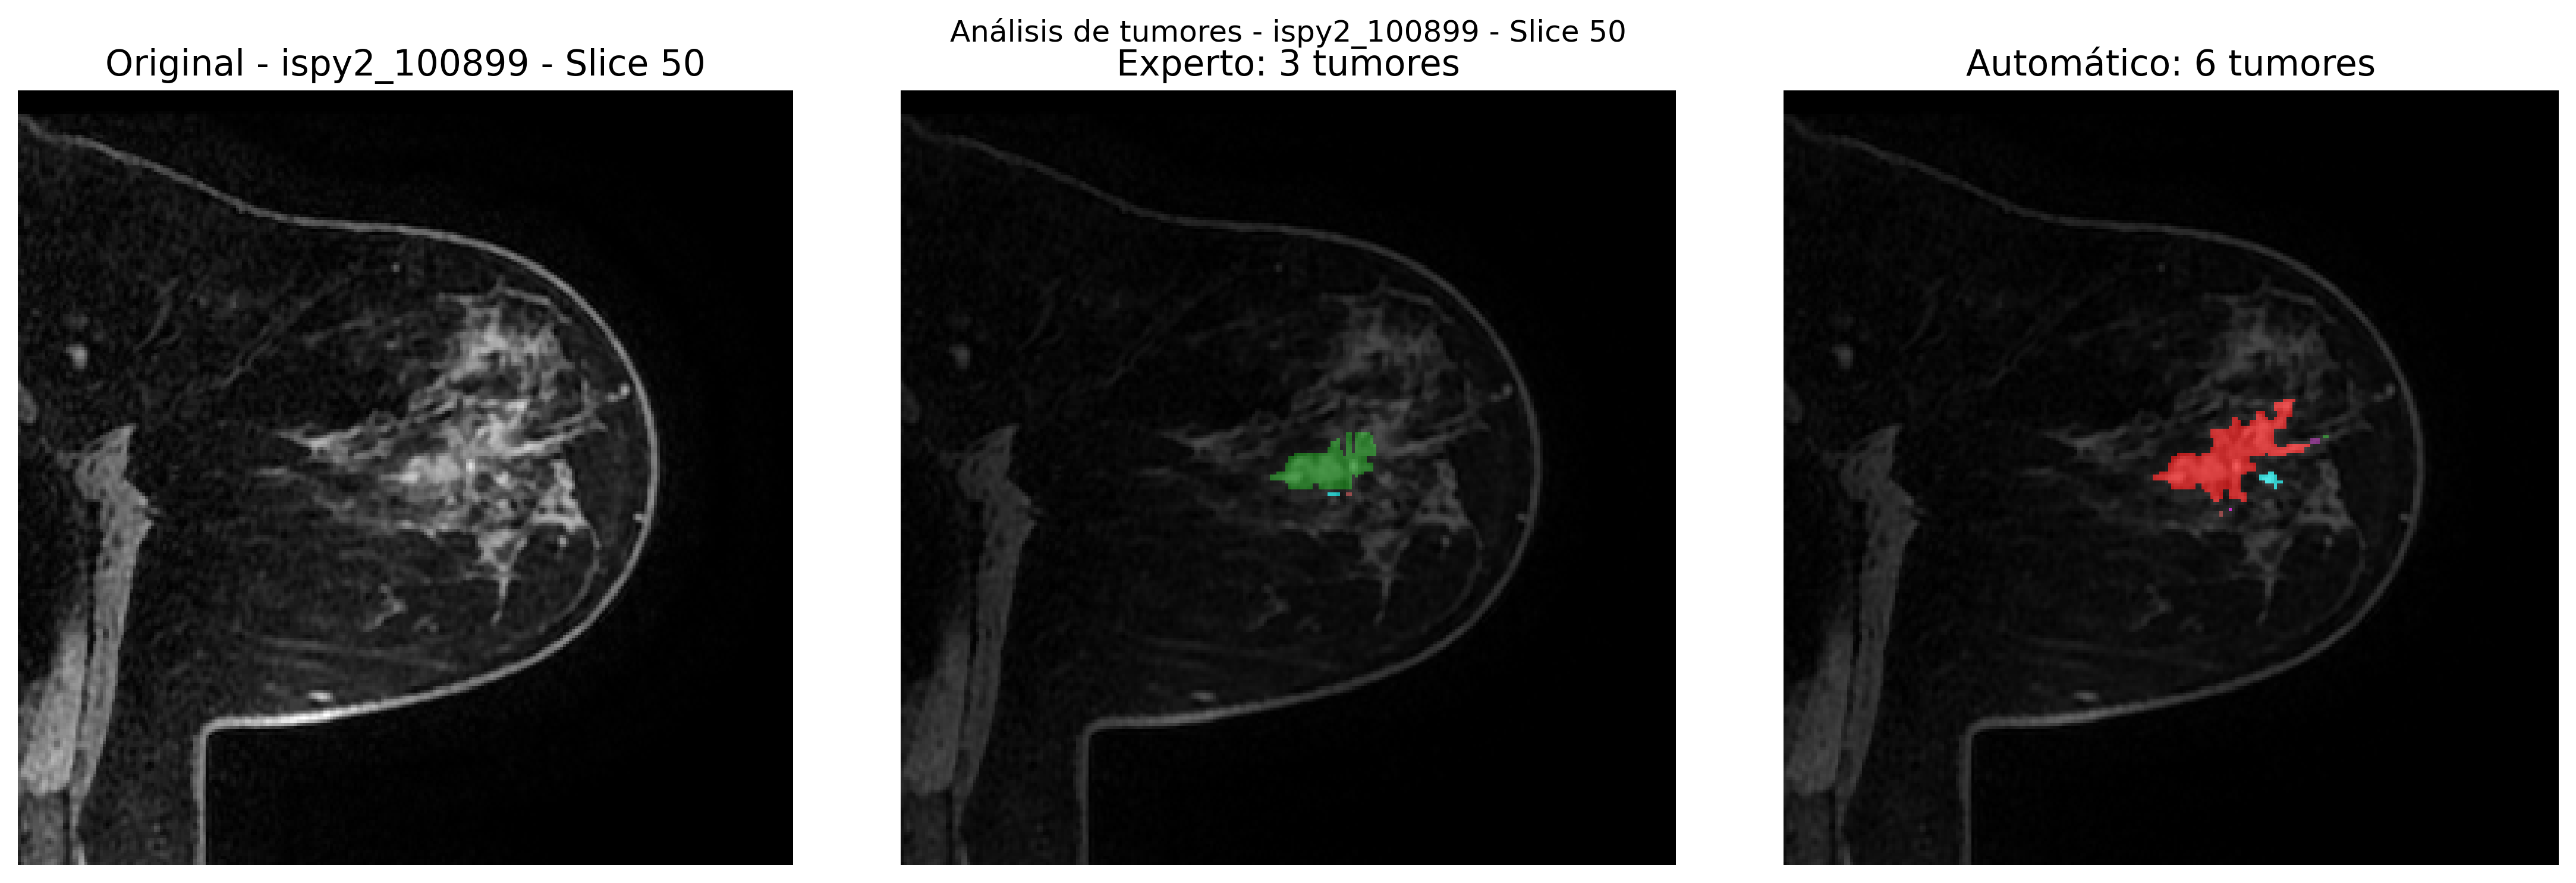 Análisis de tumores - ispy2_100899 - Slice 50
Original - ispy2_100899 - Slice 50
Experto: 3 tumores
Automático: 6 tumores